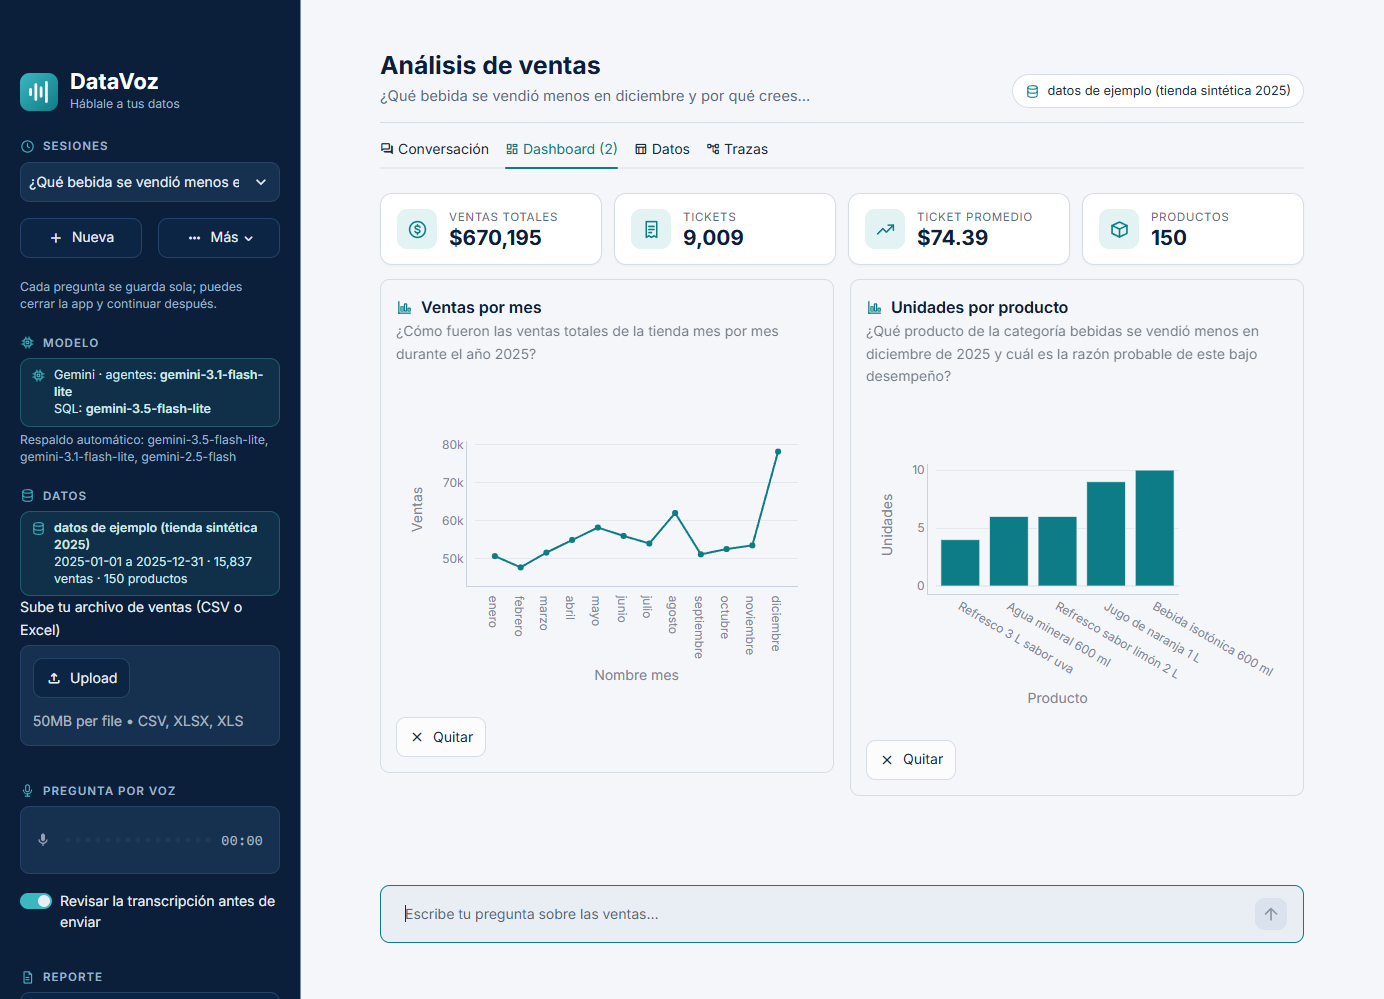 DataVoz
Háblale a tus datos
SESIONES
¿Qué bebida se vendió menos e
Nueva
Más
Cada pregunta se guarda sola; puedes
cerrar la app y continuar después.
MODELO
Gemini · agentes: gemini-3.1-flash-
lite
SQL: gemini-3.5-flash-lite
Respaldo automático: gemini-3.5-flash-lite,
gemini-3.1-flash-lite, gemini-2.5-flash
DATOS
datos de ejemplo (tienda sintética
2025)
2025-01-01 a 2025-12-31 · 15,837
ventas · 150 productos
Sube tu archivo de ventas (CSV o
Excel)
Upload
50MB per file • CSV, XLSX, XLS
PREGUNTA POR VOZ
00:00
Revisar la transcripción antes de
enviar
REPORTE
Análisis de ventas
¿Qué bebida se vendió menos en diciembre y por qué crees...
datos de ejemplo (tienda sintética 2025)
Conversación
Dashboard (2)
Datos
Trazas
VENTAS TOTALES
$670,195
TICKETS
9,009
TICKET PROMEDIO
$74.39
PRODUCTOS
150
Ventas por mes
¿Cómo fueron las ventas totales de la tienda mes por mes
durante el año 2025?
80k
70k
60k
50k
Ventas
enero
febrero
marzo
abril
mayo
junio
julio
agosto
septiembre
octubre
noviembre
diciembre
Nombre mes
Quitar
Unidades por producto
¿Qué producto de la categoría bebidas se vendió menos en
diciembre de 2025 y cuál es la razón probable de este bajo
desempeño?
10
5
0
Unidades
Refresco 3 L sabor uva
Agua mineral 600 ml
Refresco sabor limón 2 L
Jugo de naranja 1 L
Bebida isotónica 600 ml
Producto
Quitar
Escribe tu pregunta sobre las ventas...